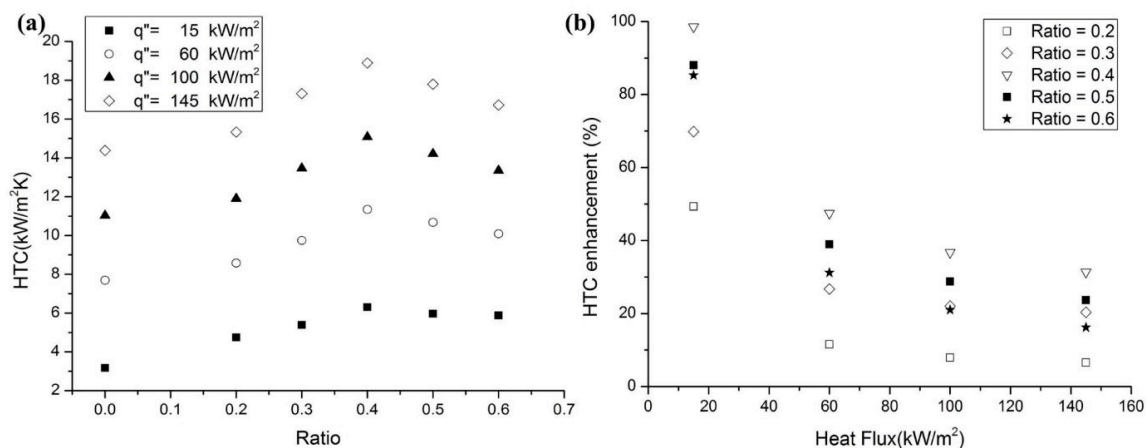 (a)
q"= 15 kW/m²
q"= 60 kW/m²
q"= 100 kW/m²
q"= 145 kW/m²
HTC(kW/m²K)
22
20
18
16
14
12
10
8
6
4
2
0.0 0.1 0.2 0.3 0.4 0.5 0.6 0.7
Ratio
(b)
Ratio = 0.2
Ratio = 0.3
Ratio = 0.4
Ratio = 0.5
Ratio = 0.6
HTC enhancement (%)
100
80
60
40
20
0
0 20 40 60 80 100 120 140 160
Heat Flux(kW/m²)